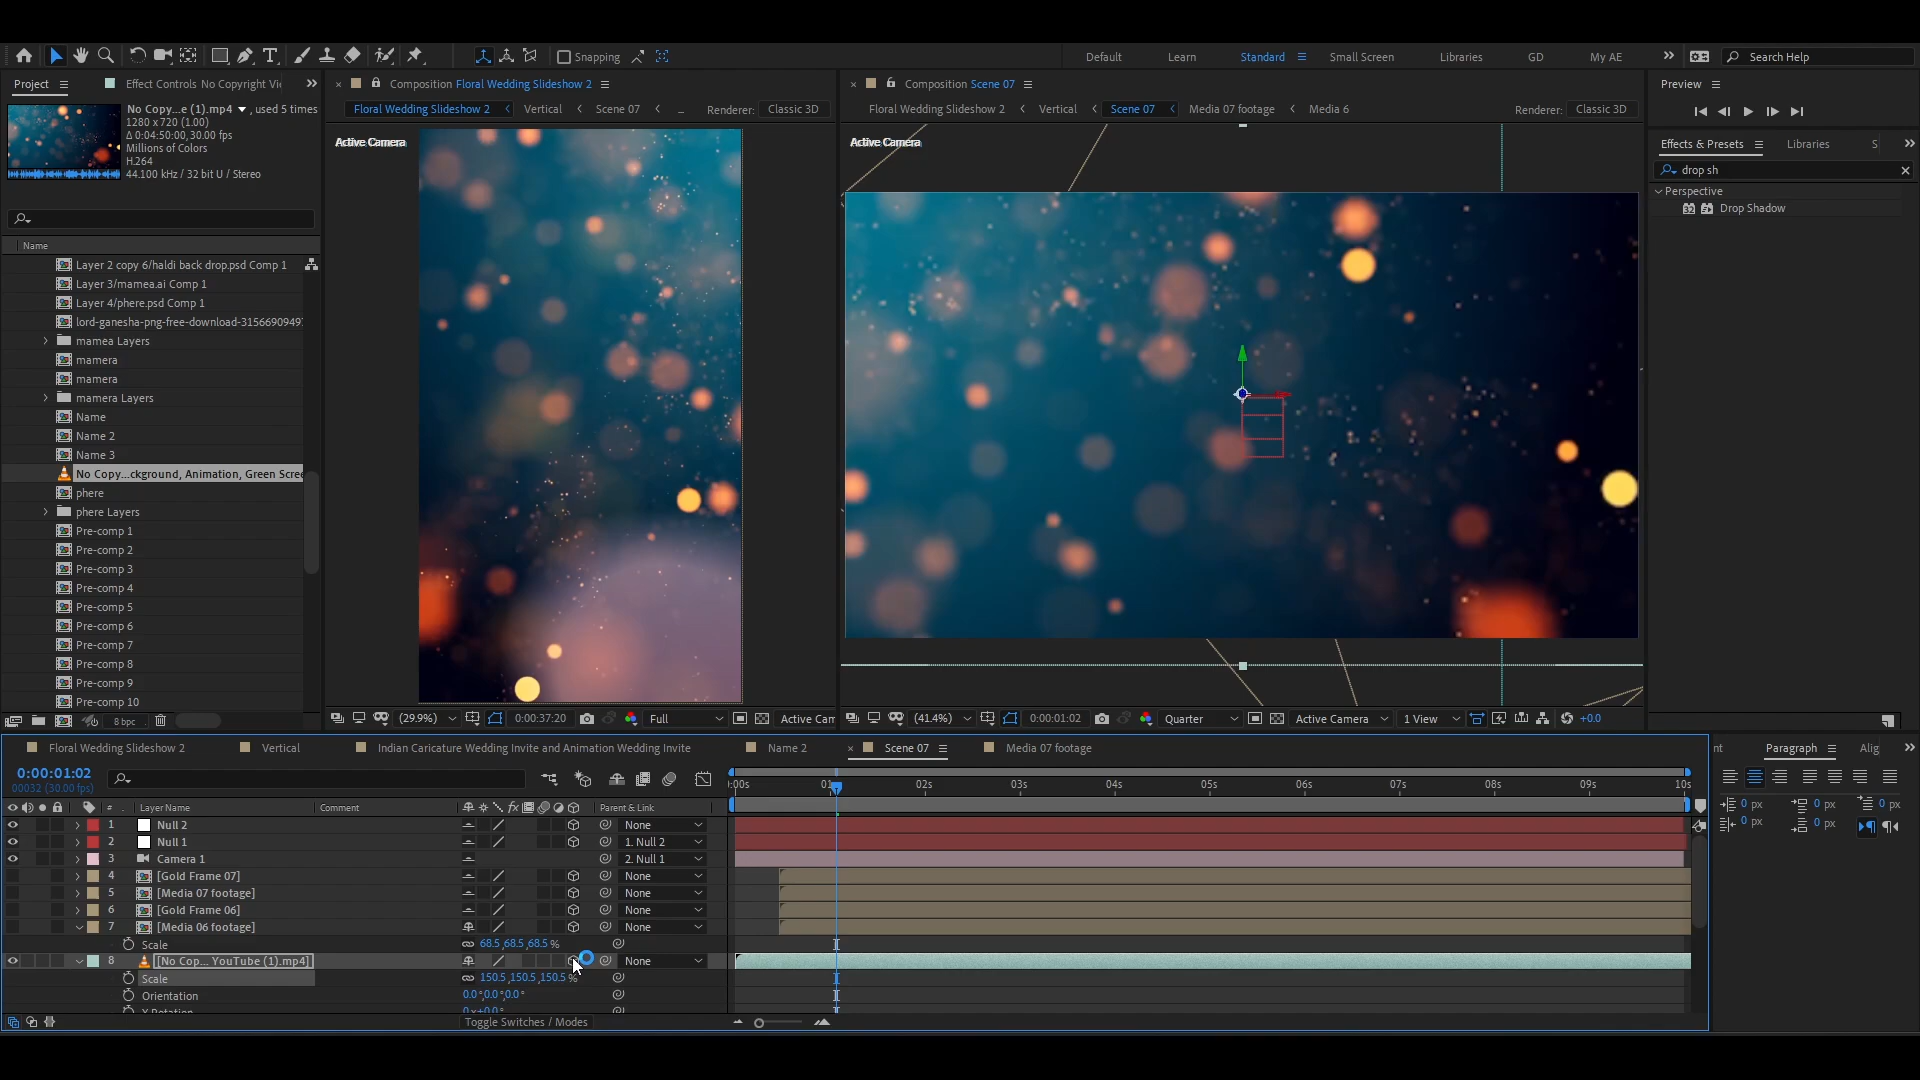 Snapping
Default
Learn
Standard
Small Screen
Libraries
GD
My AE
Search Help
Project
Effect Controls No Copyright Vi
Composition Floral Wedding Slideshow 2
Composition Scene 07
Preview
No Copy...e (1).mp4 , used 5 times
1280 x 720 (1.00)
Δ 0:04:50:00, 30.00 fps
Millions of Colors
H.264
44.100 kHz / 32 bit U / Stereo
Floral Wedding Slideshow 2
Vertical
Scene 07
Renderer:
Classic 3D
Floral Wedding Slideshow 2
Vertical
Scene 07
Media 07 footage
Media 6
Renderer:
Classic 3D
Active Camera
Active Camera
Effects & Presets
Libraries
S
drop sh
Perspective
32
Drop Shadow
Name
Layer 2 copy 6/haldi back drop.psd Comp 1
Layer 3/mamea.ai Comp 1
Layer 4/phere.psd Comp 1
lord-ganesha-png-free-download-3156690949
mamea Layers
mamera
mamera
mamera Layers
Name
Name 2
Name 3
No Copy...ckground, Animation, Green Scree
phere
phere Layers
Pre-comp 1
Pre-comp 2
Pre-comp 3
Pre-comp 4
Pre-comp 5
Pre-comp 6
Pre-comp 7
Pre-comp 8
Pre-comp 9
Pre-comp 10
8 bpc
(29.9%)
0:00:37:20
Full
Active Cam
(41.4%)
0:00:01:02
Quarter
Active Camera
1 View
+0.0
Floral Wedding Slideshow 2
Vertical
Indian Caricature Wedding Invite and Animation Wedding Invite
Name 2
Scene 07
Media 07 footage
nt
Paragraph
Alig
0:00:01:02
00032 (30.00 fps)
:00s
01
02s
03s
04s
05s
06s
07s
08s
09s
10s
# . Layer Name
Comment
fx
Parent & Link
0 px
0 px
0 px
0 px
0 px
1 Null 2 None
2 Null 1 1. Null 2
3 Camera 1 2. Null 1
4 [Gold Frame 07] None
5 [Media 07 footage] None
6 [Gold Frame 06] None
7 [Media 06 footage] None
Scale 68.5,68.5,68.5 %
8 [No Cop... YouTube (1).mp4] None
Scale 150.5,150.5,150.5 %
Orientation 0.0°,0.0°,0.0°
Toggle Switches / Modes